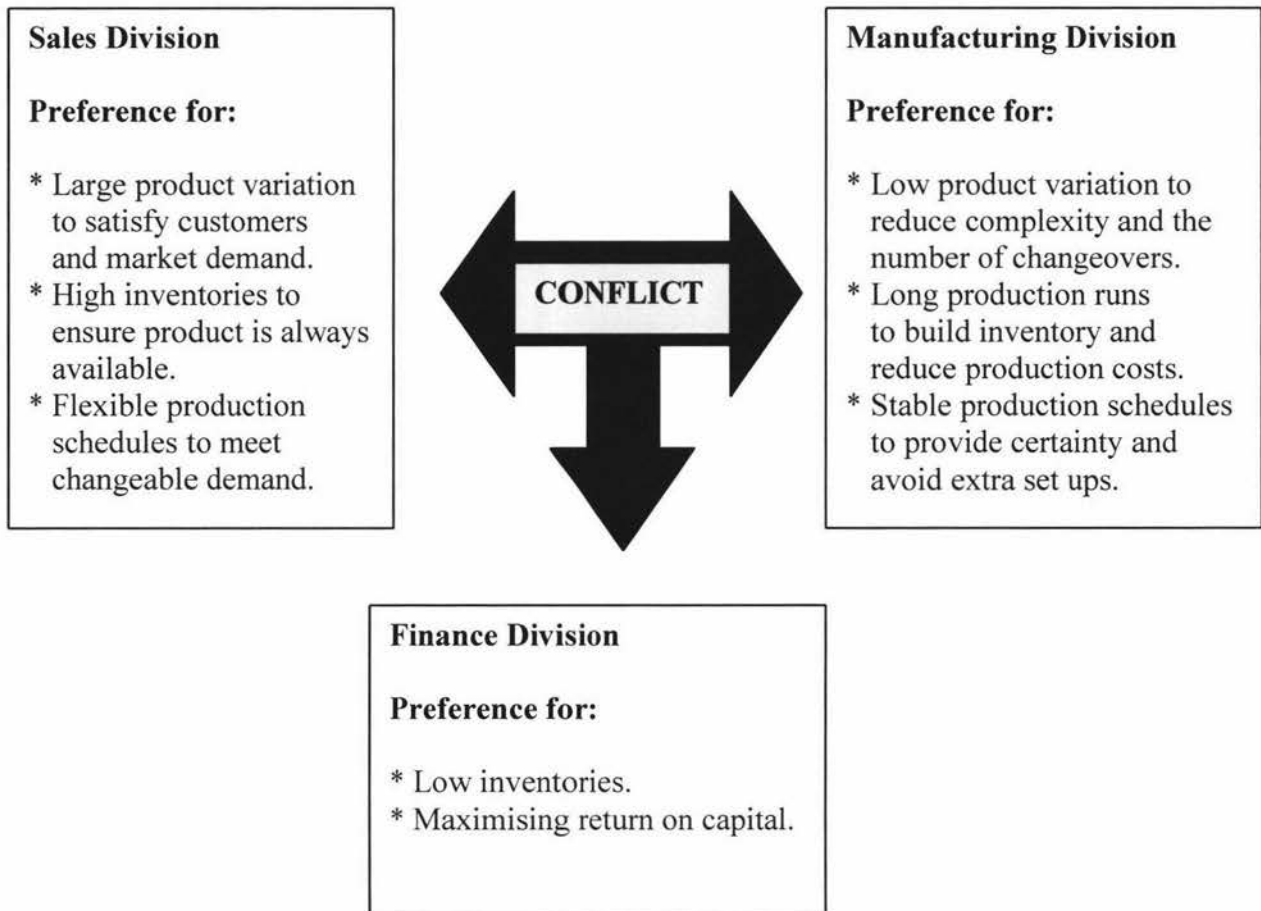 Sales Division
Preference for:
* Large product variation
to satisfy customers
and market demand.
* High inventories to
ensure product is always
available.
* Flexible production
schedules to meet
changeable demand.
CONFLICT
Manufacturing Division
Preference for:
* Low product variation to
reduce complexity and the
number of changeovers.
* Long production runs
to build inventory and
reduce production costs.
* Stable production schedules
to provide certainty and
avoid extra set ups.
Finance Division
Preference for:
* Low inventories.
* Maximising return on capital.